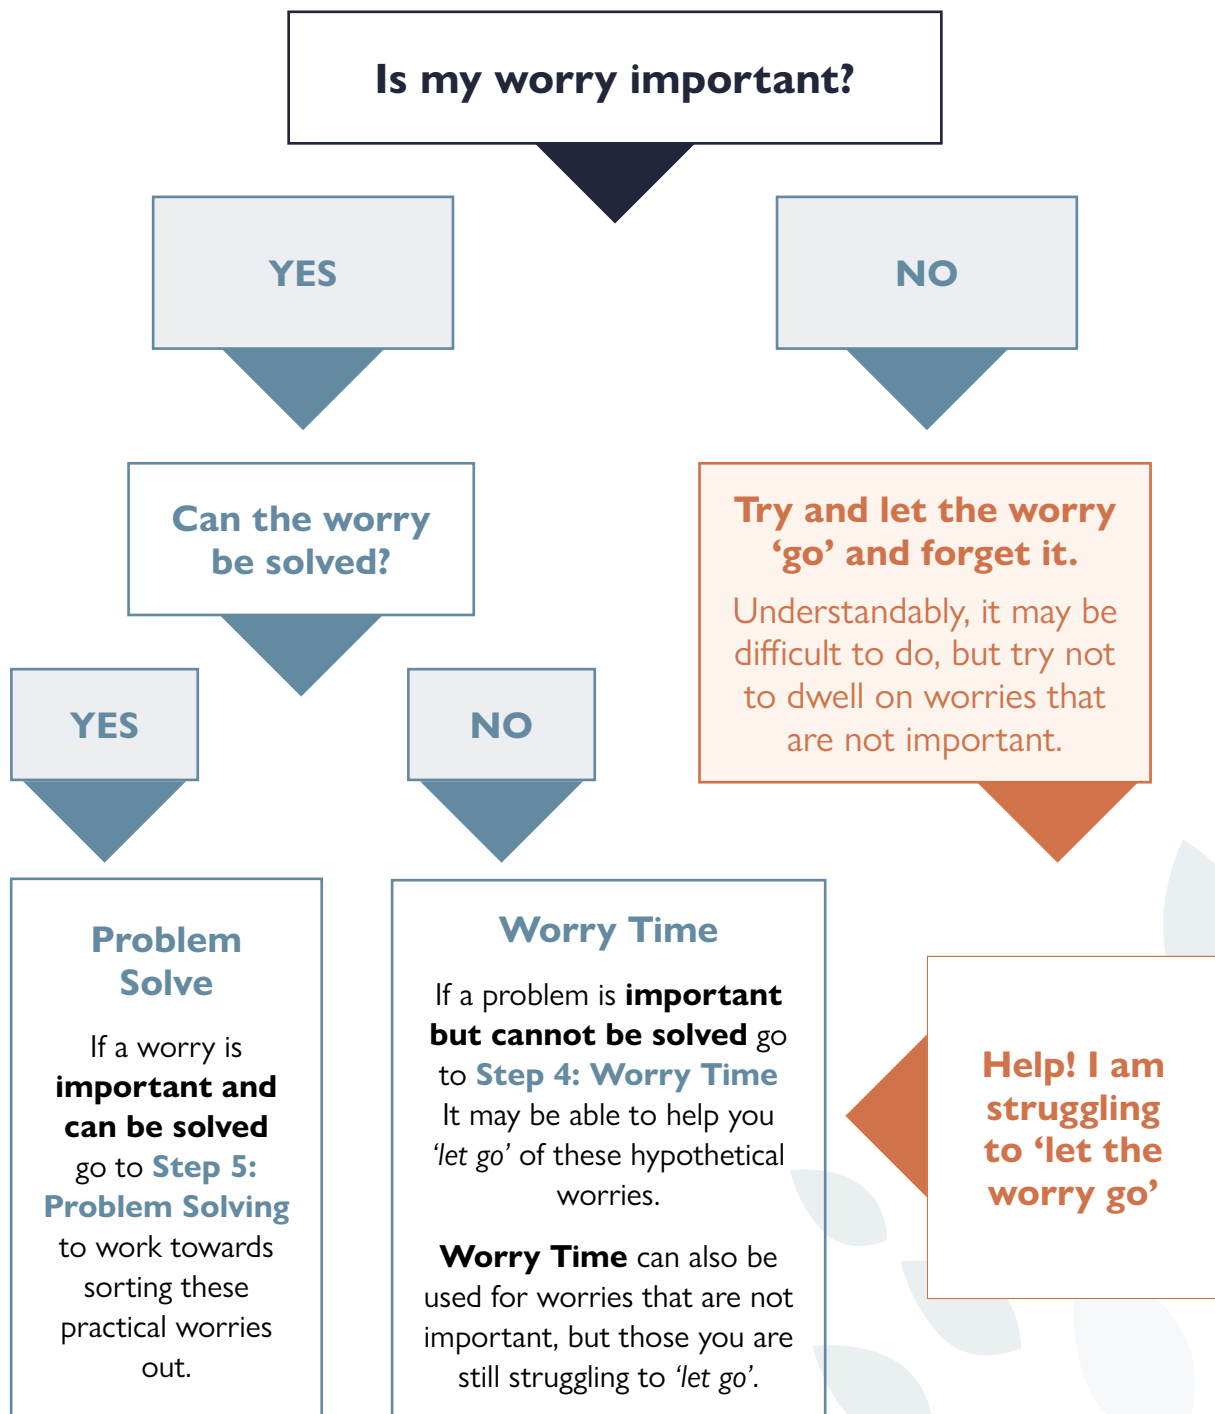 Is my worry important?
YES
NO
Can the worry
be solved?
Try and let the worry
‘go’ and forget it.
Understandably, it may be
difficult to do, but try not
to dwell on worries that
are not important.
YES
NO
Problem
Solve
If a worry is
important and
can be solved
go to Step 5:
Problem Solving
to work towards
sorting these
practical worries
out.
Worry Time
If a problem is important
but cannot be solved go
to Step 4: Worry Time
It may be able to help you
‘let go’ of these hypothetical
worries.
Worry Time can also be
used for worries that are not
important, but those you are
still struggling to ‘let go’.
Help! I am
struggling
to ‘let the
worry go’